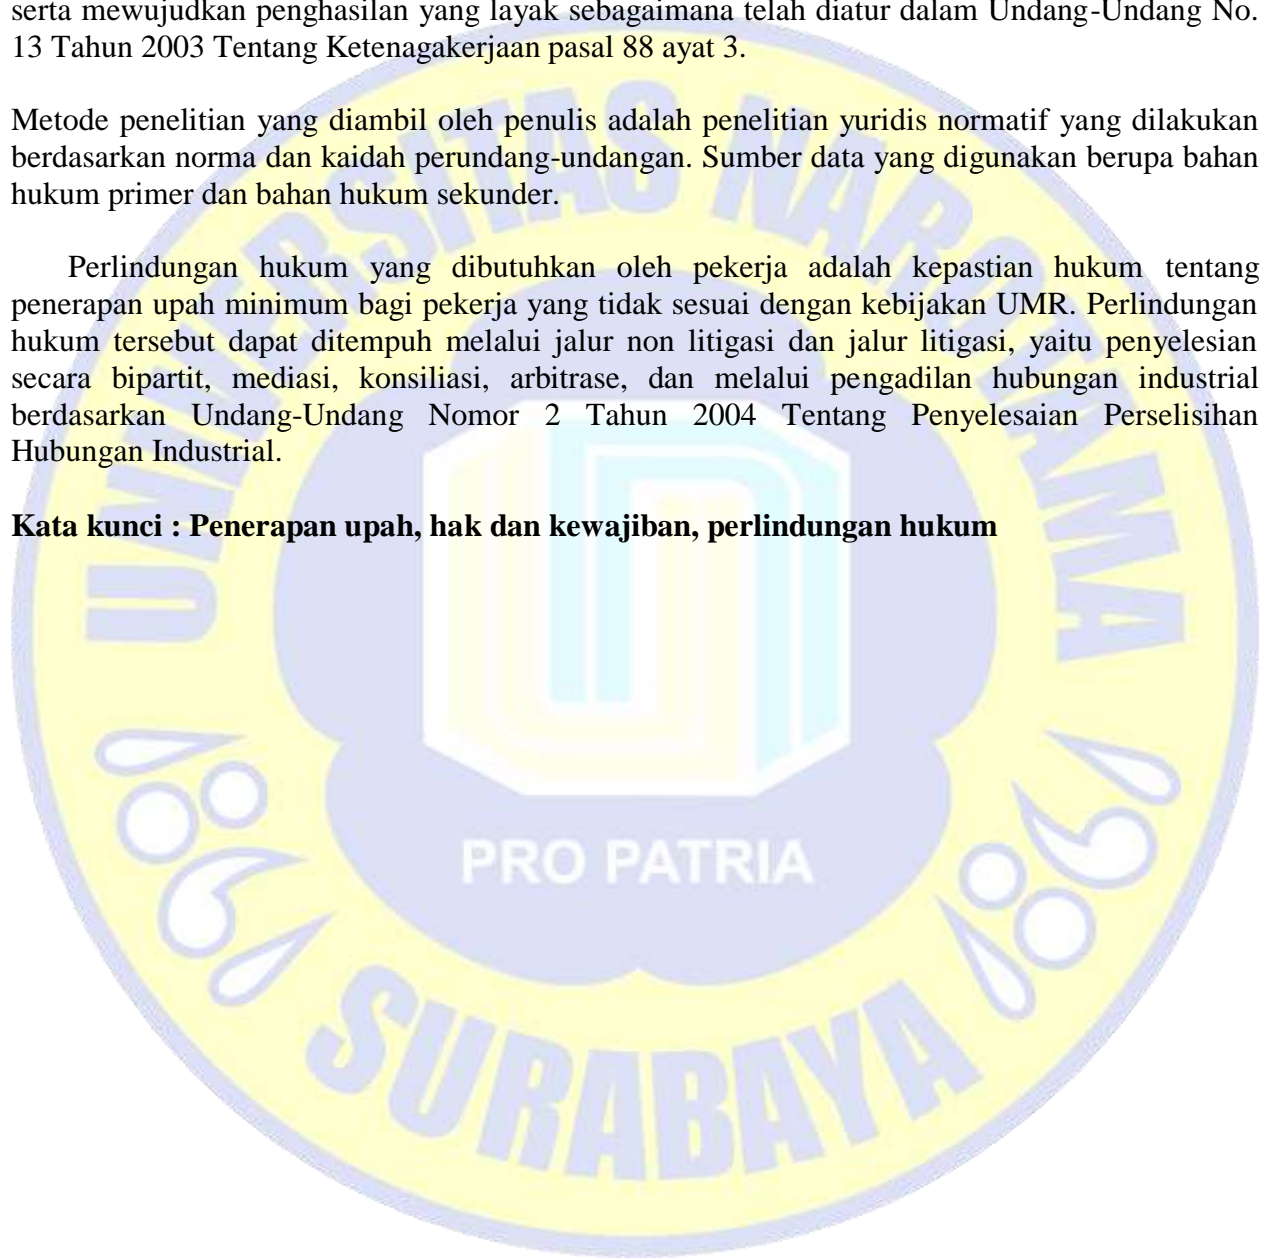 serta mewujudkan penghasilan yang layak sebagaimana telah diatur dalam Undang-Undang No.
13 Tahun 2003 Tentang Ketenagakerjaan pasal 88 ayat 3.
Metode penelitian yang diambil oleh penulis adalah penelitian yuridis normatif yang dilakukan
berdasarkan norma dan kaidah perundang-undangan. Sumber data yang digunakan berupa bahan
hukum primer dan bahan hukum sekunder.
Perlindungan hukum yang dibutuhkan oleh pekerja adalah kepastian hukum tentang
penerapan upah minimum bagi pekerja yang tidak sesuai dengan kebijakan UMR. Perlindungan
hukum tersebut dapat ditempuh melalui jalur non litigasi dan jalur litigasi, yaitu penyelesian
secara bipartit, mediasi, konsiliasi, arbitrase, dan melalui pengadilan hubungan industrial
berdasarkan Undang-Undang Nomor 2 Tahun 2004 Tentang Penyelesaian Perselisihan
Hubungan Industrial.
Kata kunci : Penerapan upah, hak dan kewajiban, perlindungan hukum
UNIVERSITAS NAROTAMA
PRO PATRIA
SURABAYA